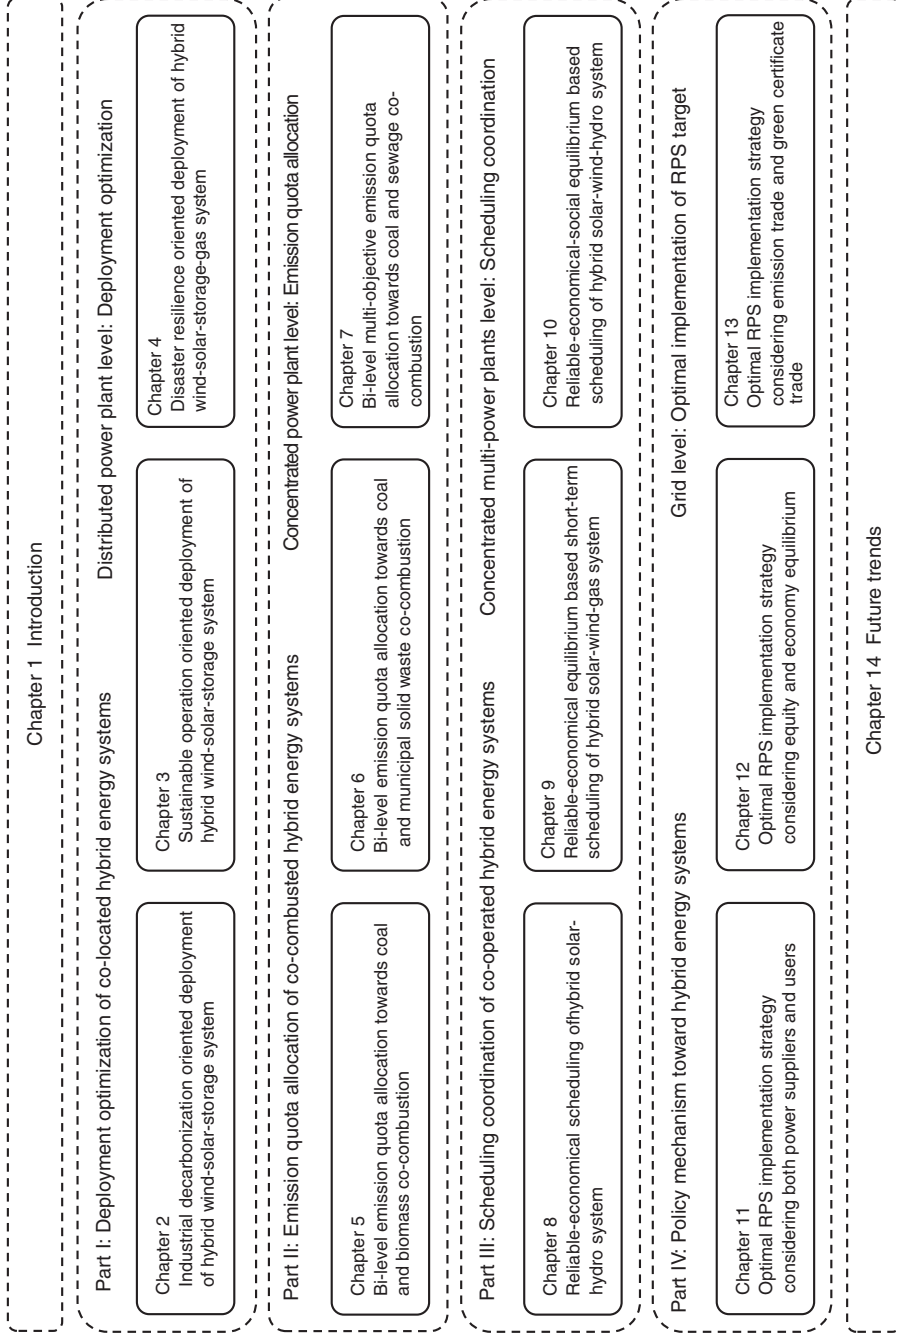 Chapter 1 Introduction
Part I: Deployment optimization of co-located hybrid energy systems
Distributed power plant level: Deployment optimization
Chapter 2
Industrial decarbonization oriented deployment
of hybrid wind-solar-storage system
Chapter 3
Sustainable operation oriented deployment of
hybrid wind-solar-storage system
Chapter 4
Disaster resilience oriented deployment of hybrid
wind-solar-storage-gas system
Part II: Emission quota allocation of co-combusted hybrid energy systems
Concentrated power plant level: Emission quota allocation
Chapter 5
Bi-level emission quota allocation towards coal
and biomass co-combustion
Chapter 6
Bi-level emission quota allocation towards coal
and municipal solid waste co-combustion
Chapter 7
Bi-level multi-objective emission quota
allocation towards coal and sewage co-
combustion
Part III: Scheduling coordination of co-operated hybrid energy systems
Concentrated multi-power plants level: Scheduling coordination
Chapter 8
Reliable-economical scheduling ofhybrid solar-
hydro system
Chapter 9
Reliable-economical equilibrium based short-term
scheduling of hybrid solar-wind-gas system
Chapter 10
Reliable-economical-social equilibrium based
scheduling of hybrid solar-wind-hydro system
Part IV: Policy mechanism toward hybrid energy systems
Grid level: Optimal implementation of RPS target
Chapter 11
Optimal RPS implementation strategy
considering both power suppliers and users
Chapter 12
Optimal RPS implementation strategy
considering equity and economy equilibrium
Chapter 13
Optimal RPS implementation strategy
considering emission trade and green certificate
trade
Chapter 14 Future trends